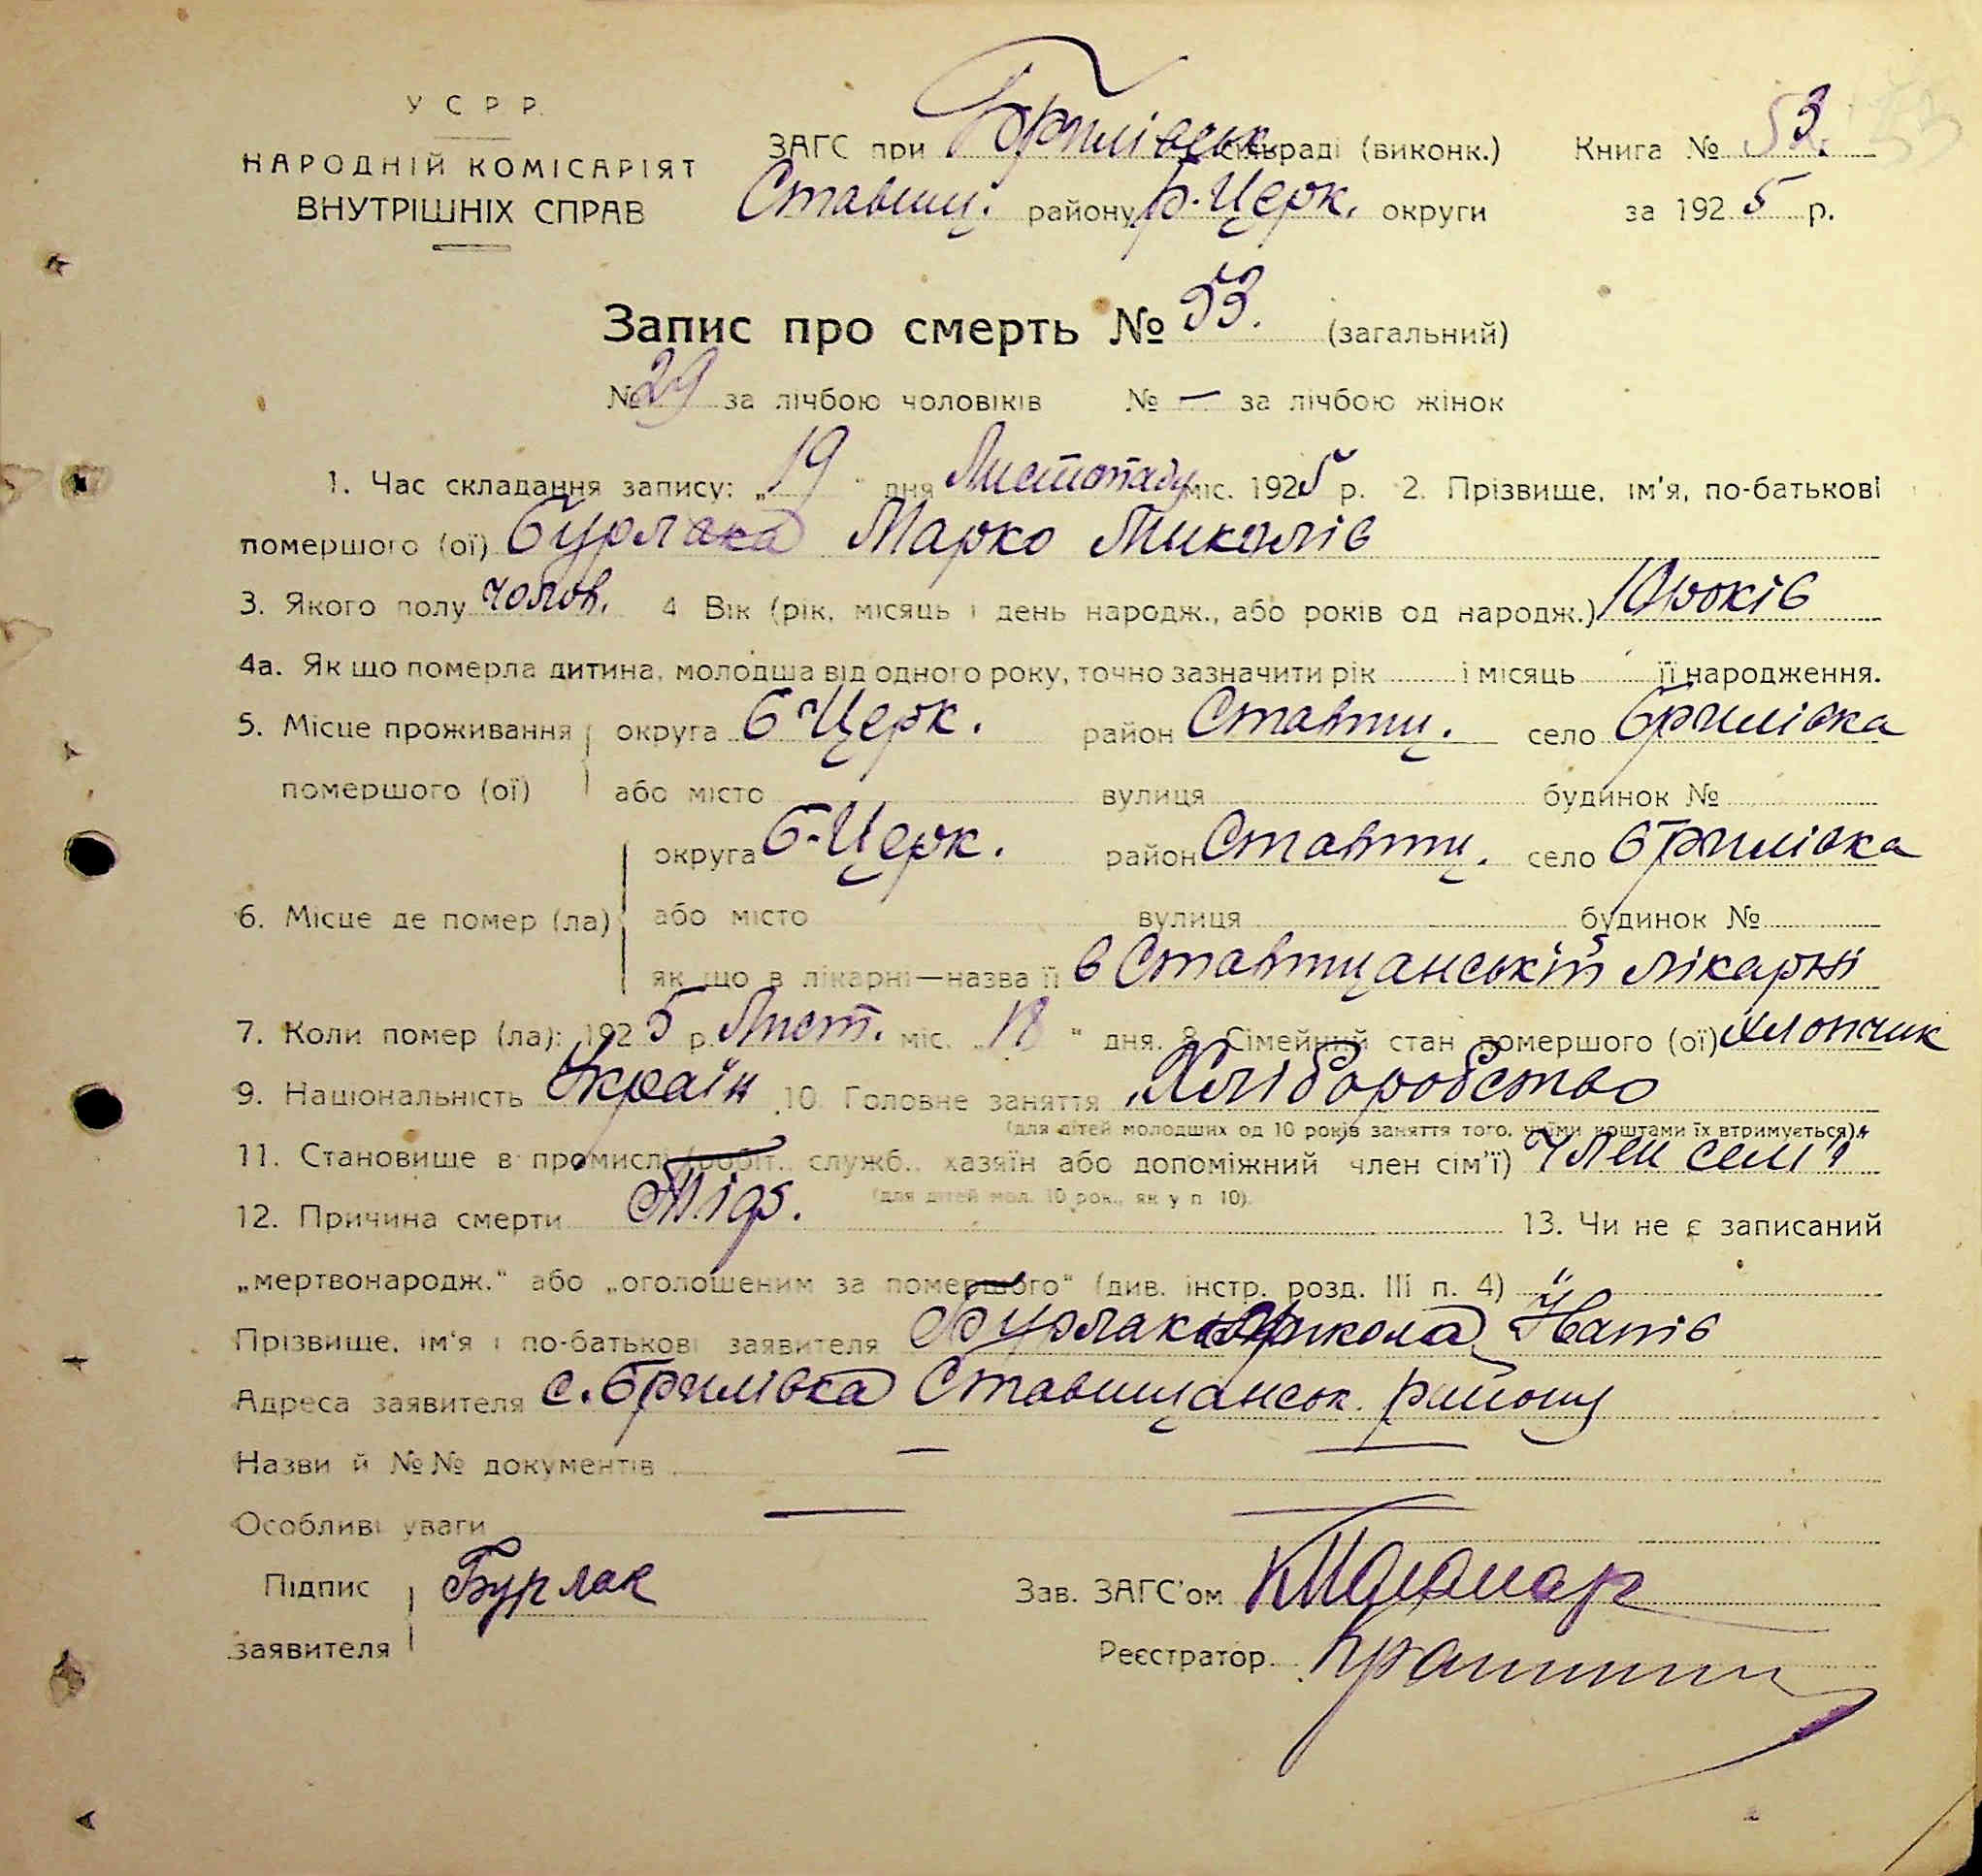 У С Р Р.
НАРОДНІЙ КОМІСАРІЯТ
ВНУТРІШНІХ СПРАВ
ЗАГС при Брилівськ. сільраді (виконк.) Книга № 53.
Ставищ. району Б-Церк. округи за 1925 р.
Запис про смерть № 53. (загальний)
№ 29 за лічбою чоловіків № — за лічбою жінок
1. Час складання запису: „19" дня Листопаду міс. 1925 р. 2. Прізвище, ім'я, по-батькові
помершого (ої) Бурлака Марко Миколів
3. Якого полу чолов. 4 Вік (рік, місяць і день народж., або років од народж.) років
4а. Як що померла дитина, молодша від одного року, точно зазначити рік і місяць її народження.
5. Місце проживання округа Б-Церк. район Ставищ. село Брилівка
помершого (ої) або місто вулиця будинок №
округа Б-Церк. район Ставищ. село Брилівка
6. Місце де помер (ла) або місто вулиця будинок №
як що в лікарні—назва її в Ставищанській лікарні
7. Коли помер (ла): 1925 р. Лист. міс. „18" дня. 8. Сімейний стан помершого (ої) хлопчик
9. Національність Україн 10. Головне заняття Хліборобство
(для дітей молодших од 10 років заняття того, чиїми коштами їх втримується).
11. Становище в промислі (робіт., служб., хазяїн або допоміжний член сім'ї) Член семі
(для дітей мол. 10 рок., як у п 10).
12. Причина смерти 13. Чи не є записаний
„мертвонародж." або „оголошеним за помершого" (див. інстр. розд. III п. 4) "
Прізвище, ім'я і по-батькові заявителя Бурлака Микола
Адреса заявителя с. Брилівка Ставищанськ. району
Назви й №№ документів — —
Особливі уваги — —
Підпис Бурлак Зав. ЗАГС'ом
заявителя Реєстратор